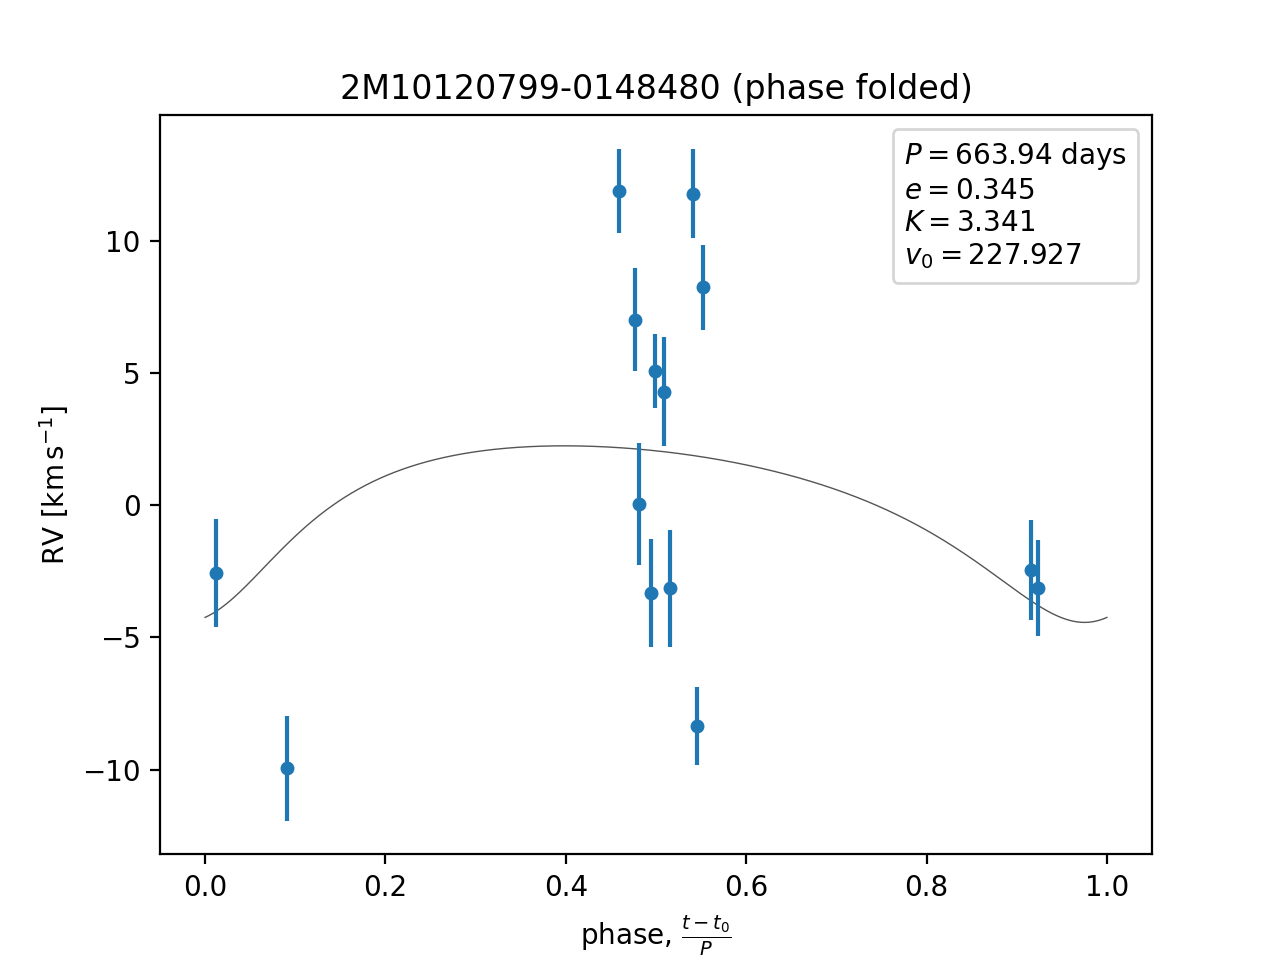 2M10120799-0148480 (phase folded)
P = 663.94 days
e = 0.345
K = 3.341
v₀ = 227.927
10
5
0
−5
−10
RV [km s⁻¹]
0.0 0.2 0.4 0.6 0.8 1.0
phase, (t − t₀)/P